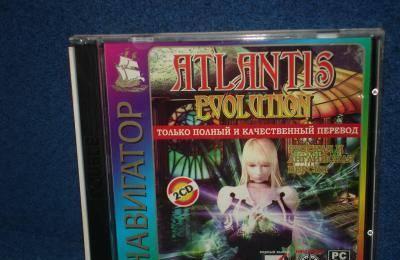 ATLANTIS
EVOLUTION
ТОЛЬКО ПОЛНЫЙ И КАЧЕСТВЕННЫЙ ПЕРЕВОД
НАВИГАТОР
2CD
PC